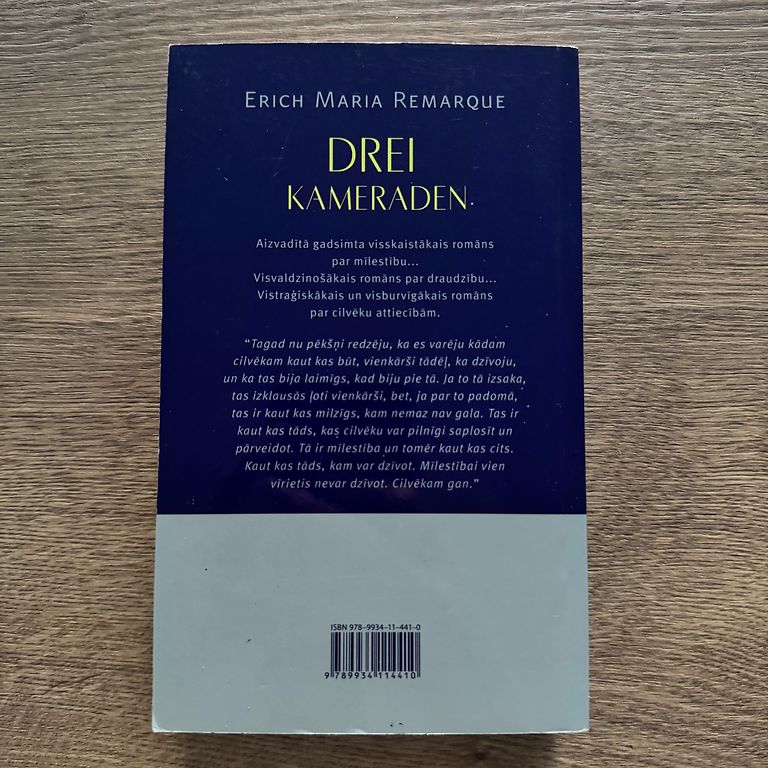 ERICH MARIA REMARQUE
DREI
KAMERADEN
Aizvadītā gadsimta visskaistākais romāns
par mīlestību...
Visvaldzinošākais romāns par draudzību...
Vistraģiskākais un visburvīgākais romāns
par cilvēku attiecībām.
“Tagad nu pēkšņi redzēju, ka es varēju kādam
cilvēkam kaut kas būt, vienkārši tādēļ, ka dzīvoju,
un ka tas bija laimīgs, kad biju pie tā. Ja to tā izsaka,
tas izklausās ļoti vienkārši, bet, ja par to padomā,
tas ir kaut kas milzīgs, kam nemaz nav gala. Tas ir
kaut kas tāds, kas cilvēku var pilnīgi saplosīt un
pārveidot. Tā ir mīlestība un tomēr kaut kas cits.
Kaut kas tāds, kam var dzīvot. Mīlestībai vien
vīrietis nevar dzīvot. Cilvēkam gan.”
ISBN 978-9934-11-441-0
9 789934 114410